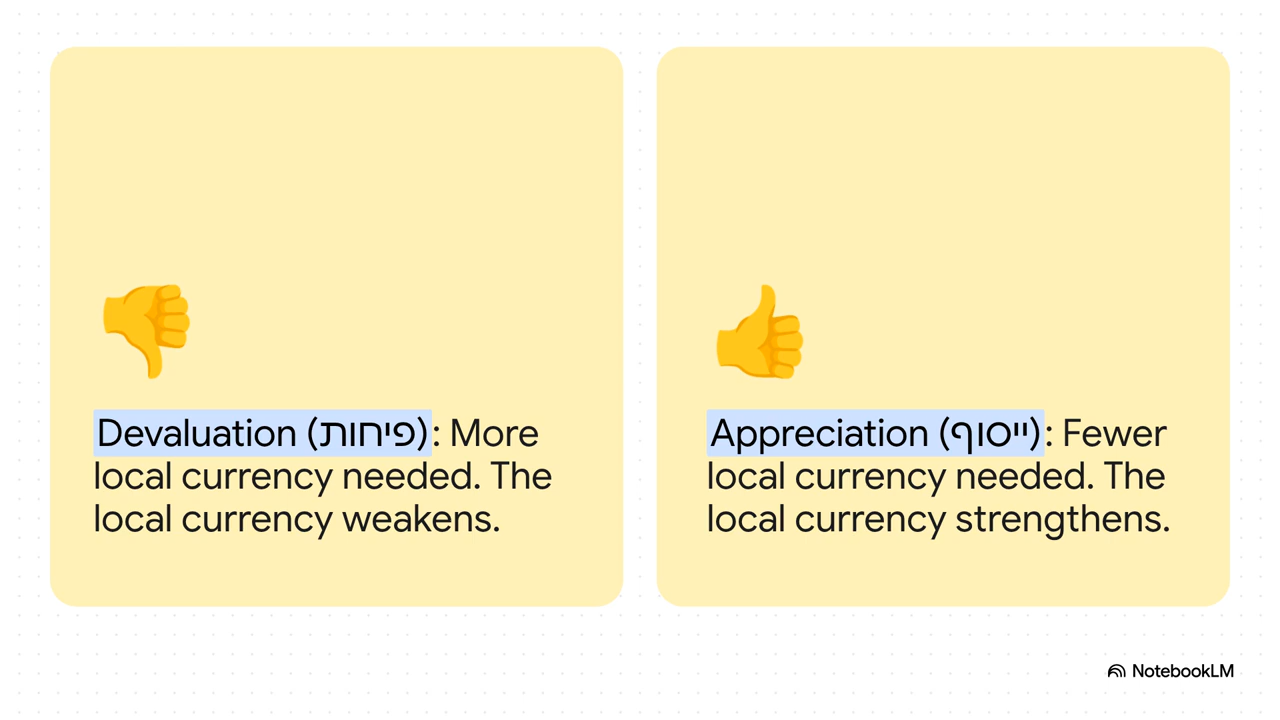 Devaluation (פיחות): More
local currency needed. The
local currency weakens.
Appreciation (ייסוף): Fewer
local currency needed. The
local currency strengthens.
NotebookLM